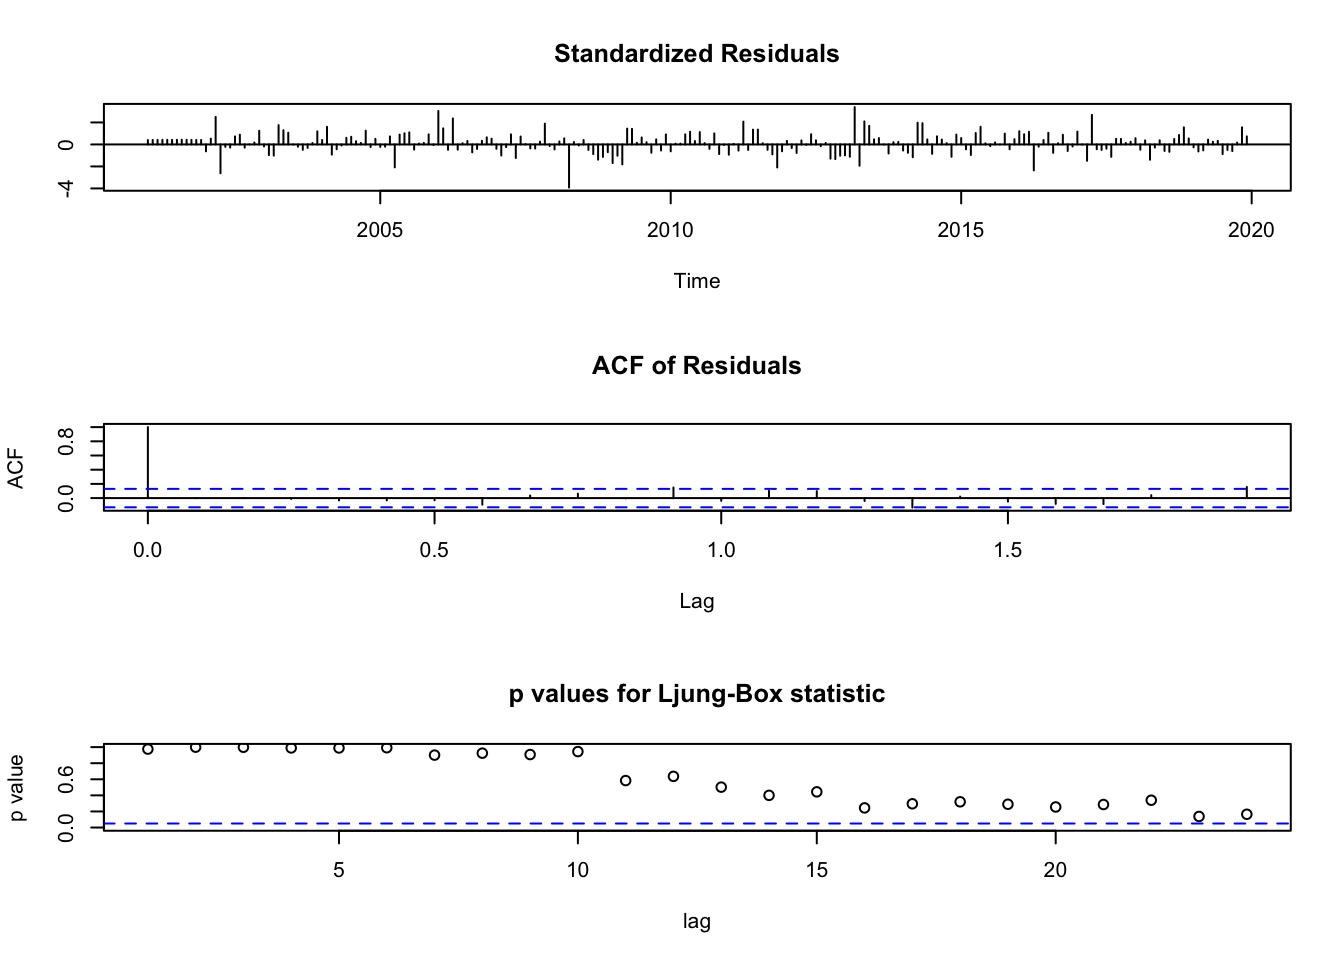 Standardized Residuals
0
-4
2005 2010 2015 2020
Time
ACF of Residuals
ACF
0.8
0.0
0.0 0.5 1.0 1.5
Lag
p values for Ljung-Box statistic
p value
0.6
0.0
5 10 15 20
lag